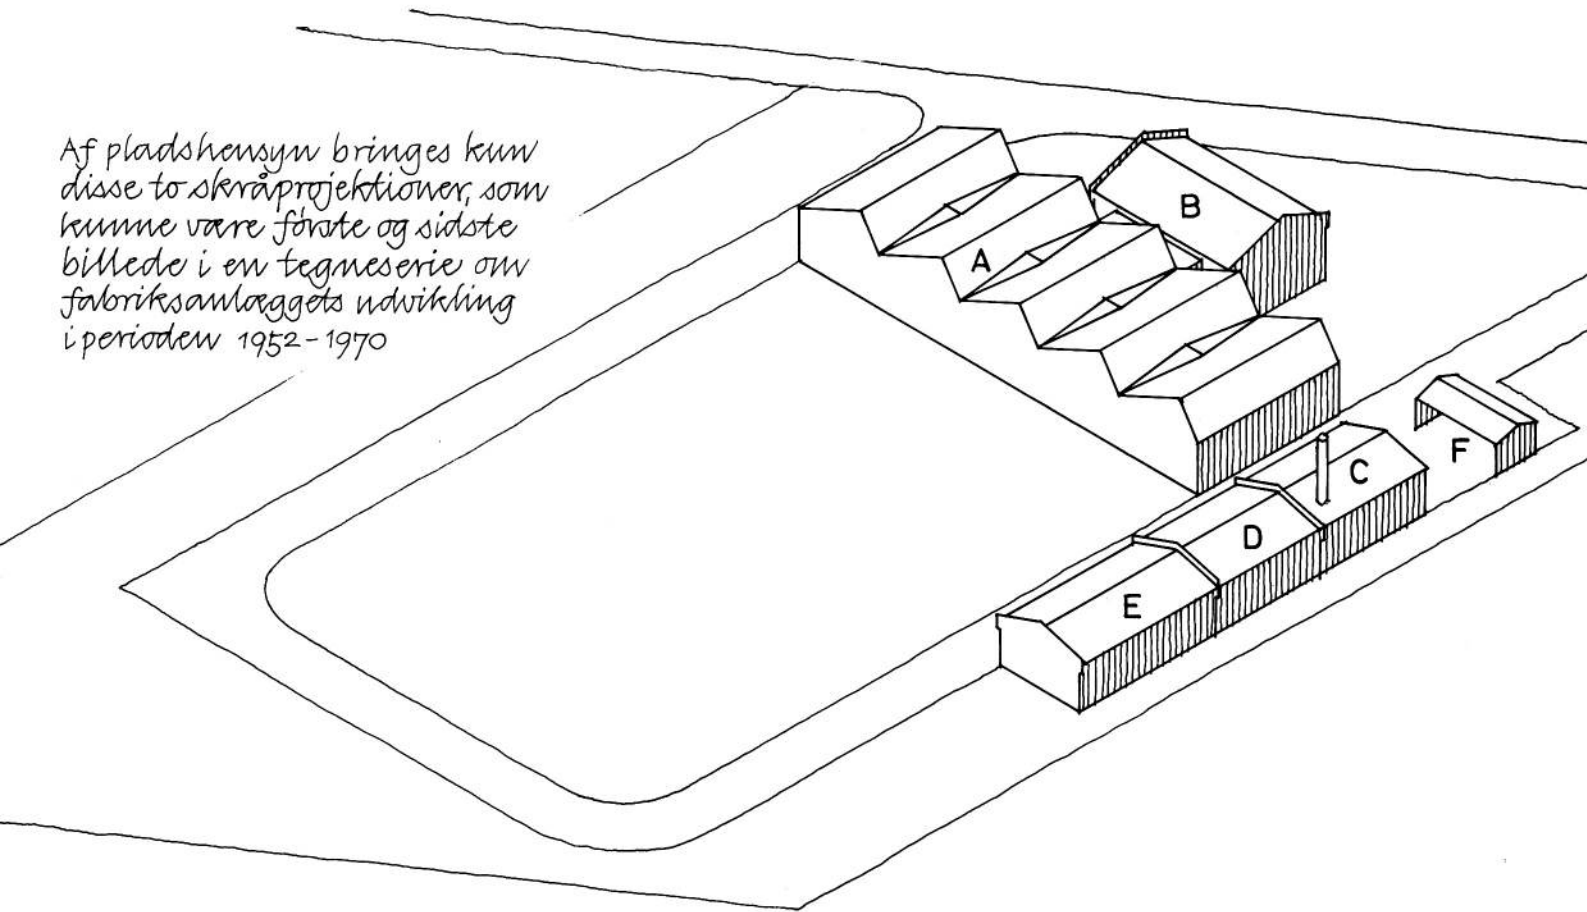 Af pladshensyn bringes kun
disse to skråprojektioner, som
kunne være første og sidste
billede i en tegneserie om
fabriksanlæggets udvikling
i perioden 1952-1970
B
A
C
F
D
E